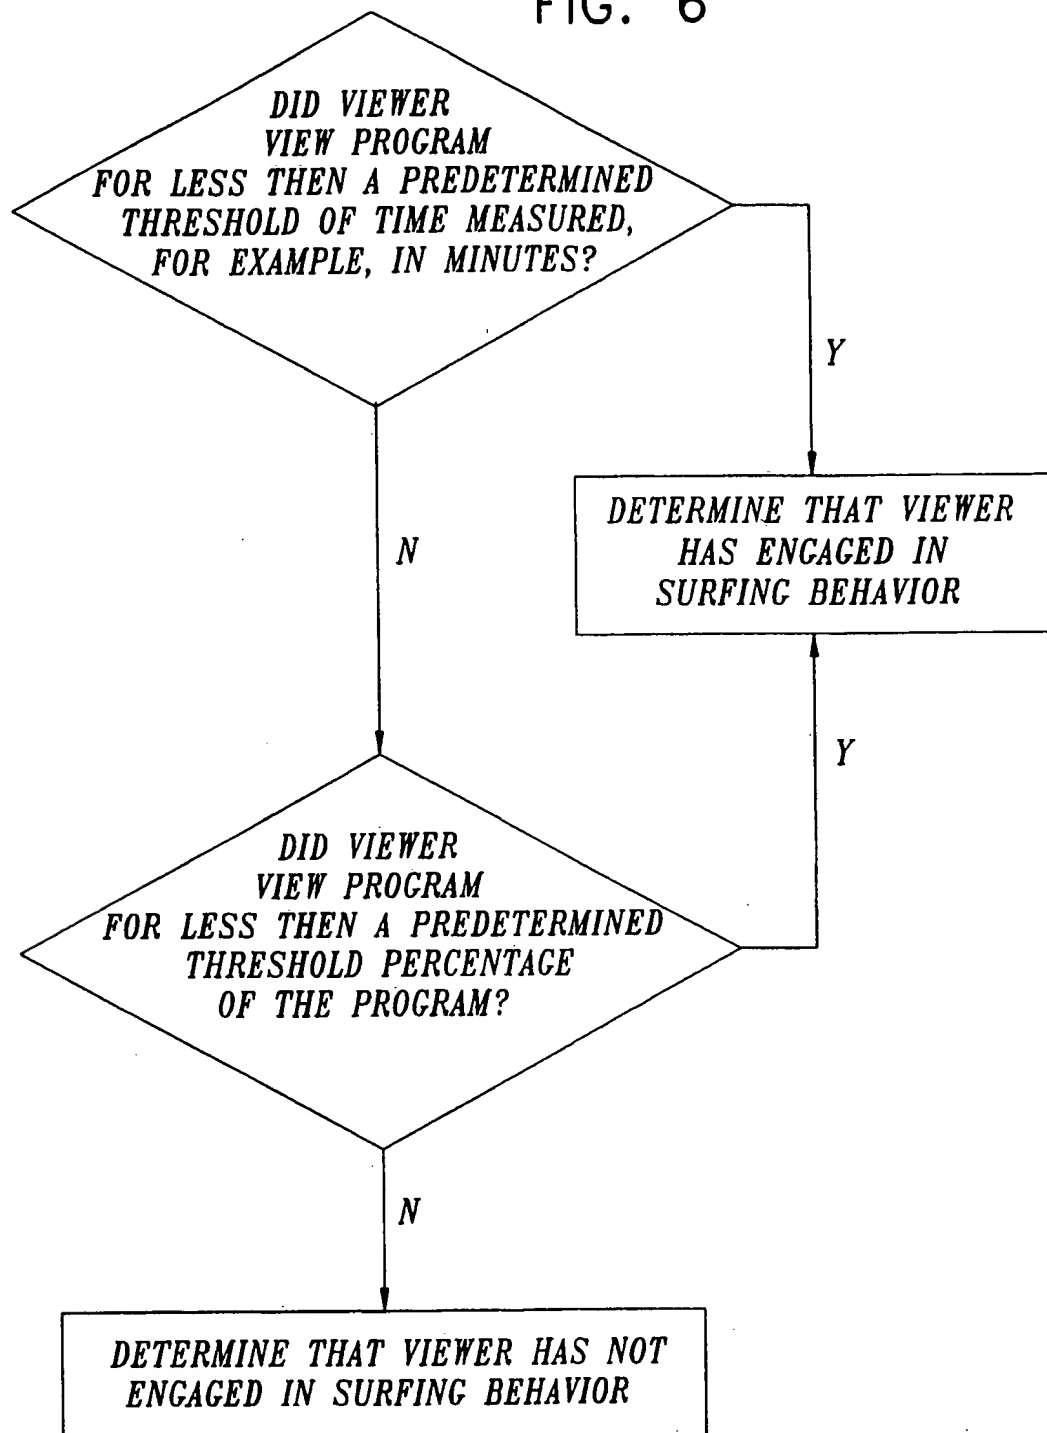 FIG. 6
DID VIEWER
VIEW PROGRAM
FOR LESS THEN A PREDETERMINED
THRESHOLD OF TIME MEASURED,
FOR EXAMPLE, IN MINUTES?
Y
DETERMINE THAT VIEWER
HAS ENGAGED IN
SURFING BEHAVIOR
N
Y
DID VIEWER
VIEW PROGRAM
FOR LESS THEN A PREDETERMINED
THRESHOLD PERCENTAGE
OF THE PROGRAM?
N
DETERMINE THAT VIEWER HAS NOT
ENGAGED IN SURFING BEHAVIOR